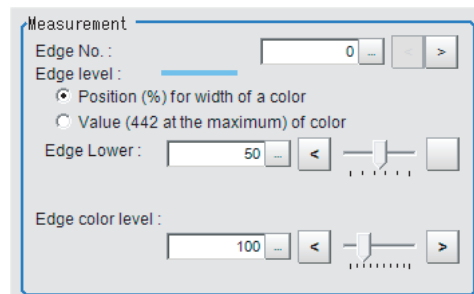 Measurement
Edge No. : 0 ... < >
Edge level :
Position (%) for width of a color
Value (442 at the maximum) of color
Edge Lower : 50 ... <
Edge color level :
100 ... < >